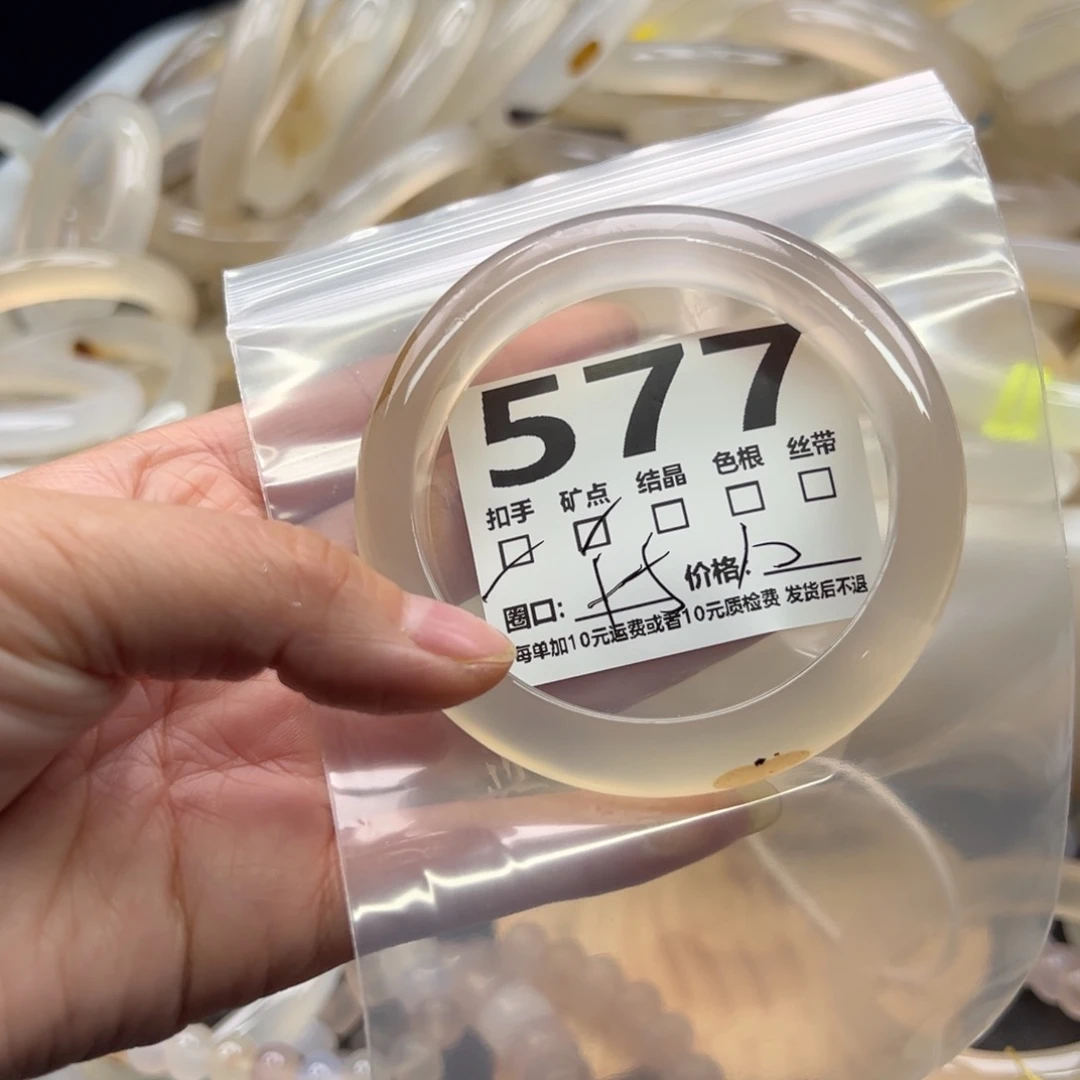 577
扣手 矿点 结晶 色根 丝带
圈口: 价格:
每单加10元运费或者10元质检费 发货后不退